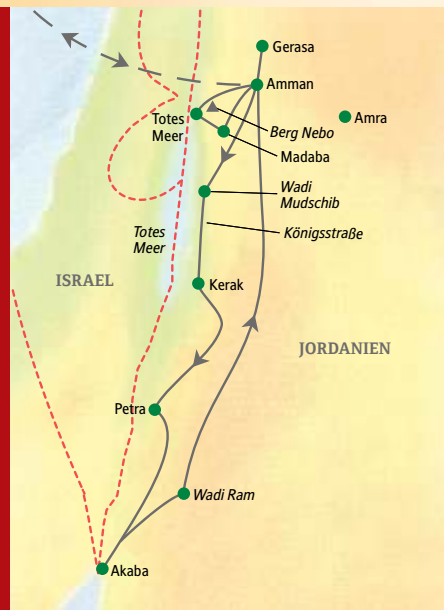 Gerasa
Amman
Amra
Totes
Meer
Berg Nebo
Madaba
Wadi
Mudschib
Totes
Meer
Königsstraße
ISRAEL
Kerak
JORDANIEN
Petra
Wadi Ram
Akaba